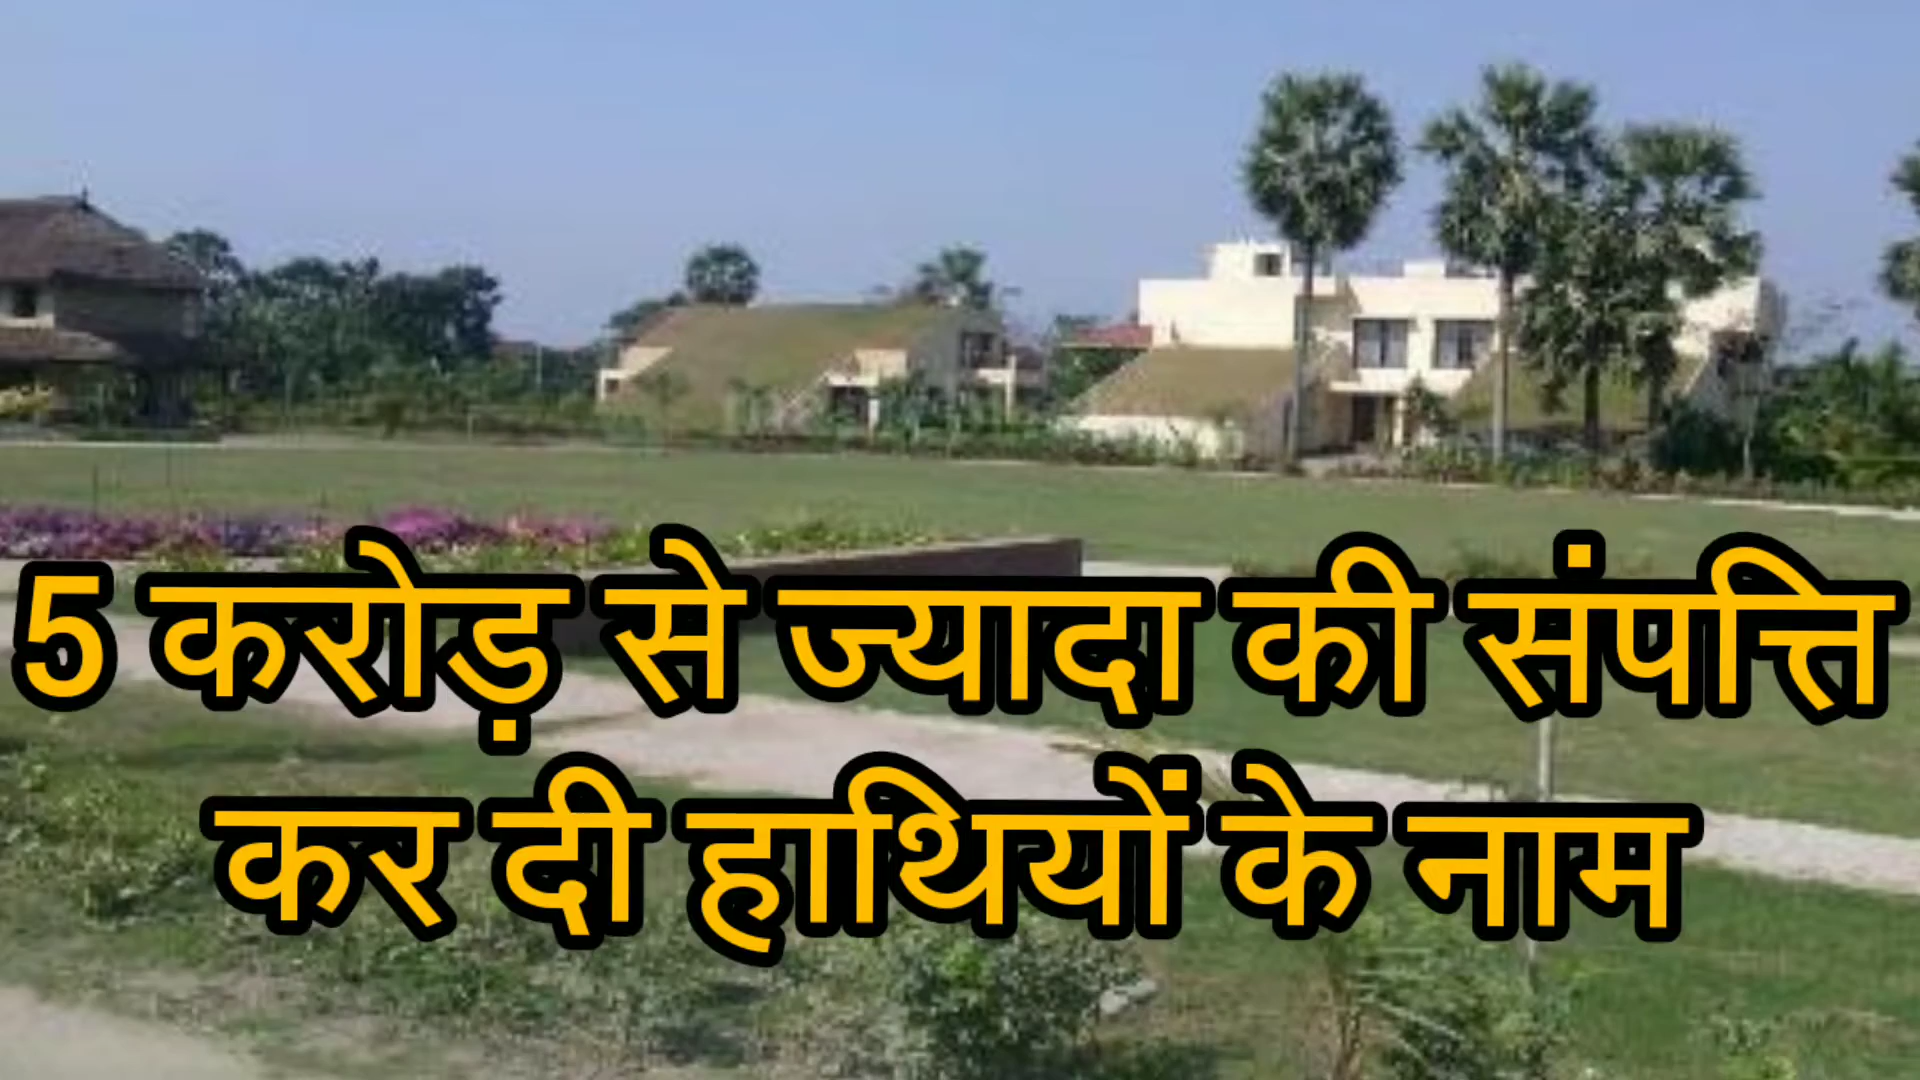 5 करोड़ से ज्यादा की संपत्ति
कर दी हाथियों के नाम